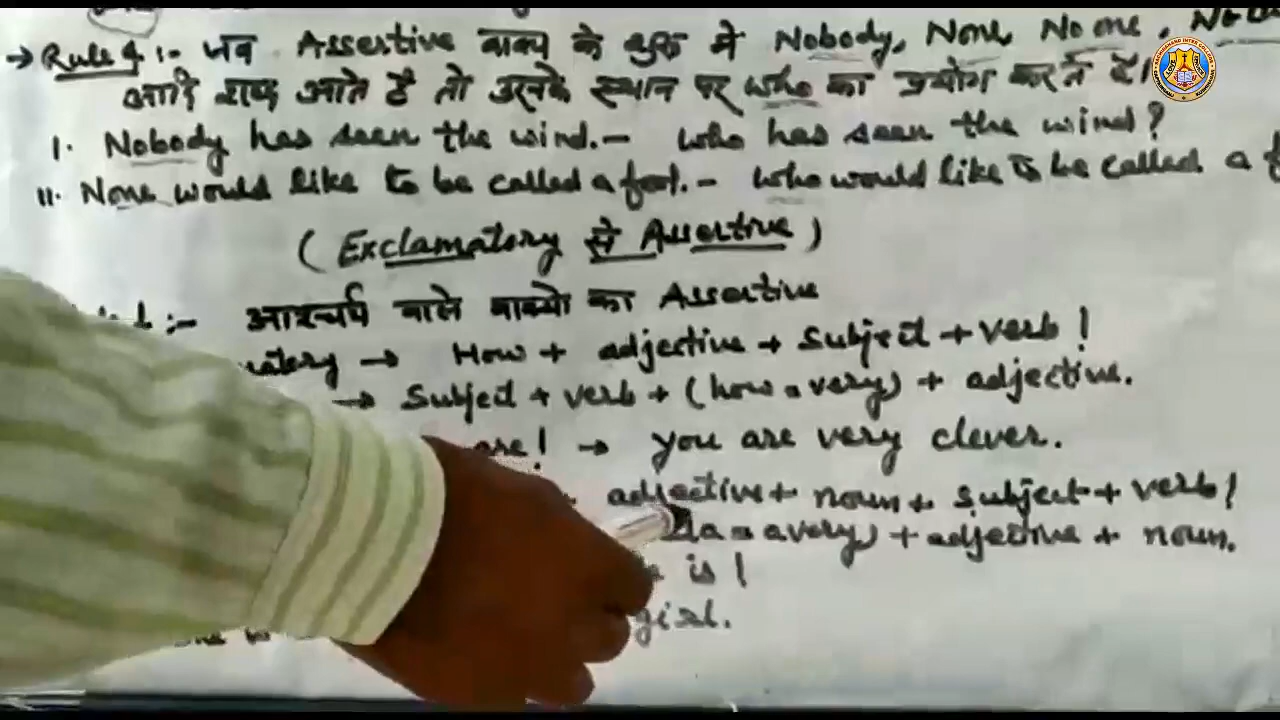 → Rule 4 :- जब Assertive वाक्य के शुरू में Nobody, None, No one,
आदि शब्द आते है तो उनके स्थान पर who का प्रयोग करते है।
I. Nobody has seen the wind. - who has seen the wind?
II. None would like to be called a fool. - who would like to be called a
( Exclamatory से Assertive )
:- आश्चर्य वाले वाक्यो का Assertive
→ How + adjective + Subject + verb !
→ Subject + verb + (how = very) + adjective.
are! → you are very clever.
adjective + noun + Subject + verb!
a = a very) + adjective + noun.
is !
girl.